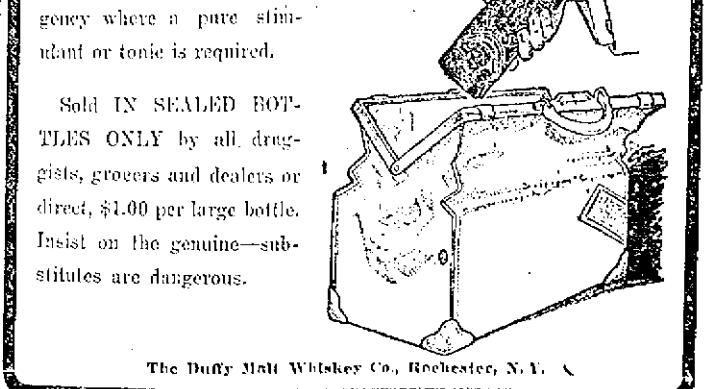 gency where a pure stim-
ulant or tonic is required.
Sold IN SEALED BOT-
TLES ONLY by all drug-
gists, grocers and dealers or
direct, $1.00 per large bottle.
Insist on the genuine—sub-
stitutes are dangerous.
The Duffy Malt Whiskey Co., Rochester, N. Y.